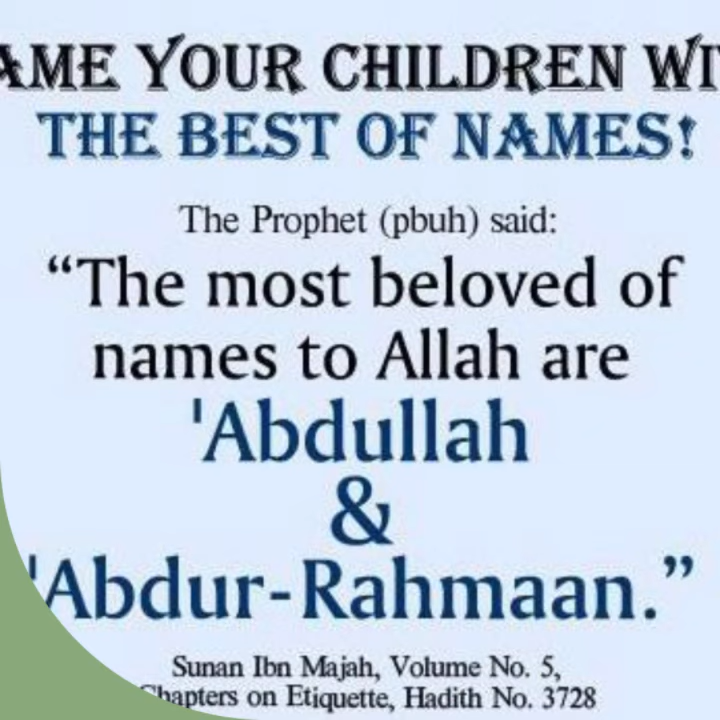 AME YOUR CHILDREN WI
THE BEST OF NAMES!
The Prophet (pbuh) said:
“The most beloved of
names to Allah are
'Abdullah
&
'Abdur-Rahmaan.”
Sunan Ibn Majah, Volume No. 5,
Chapters on Etiquette, Hadith No. 3728